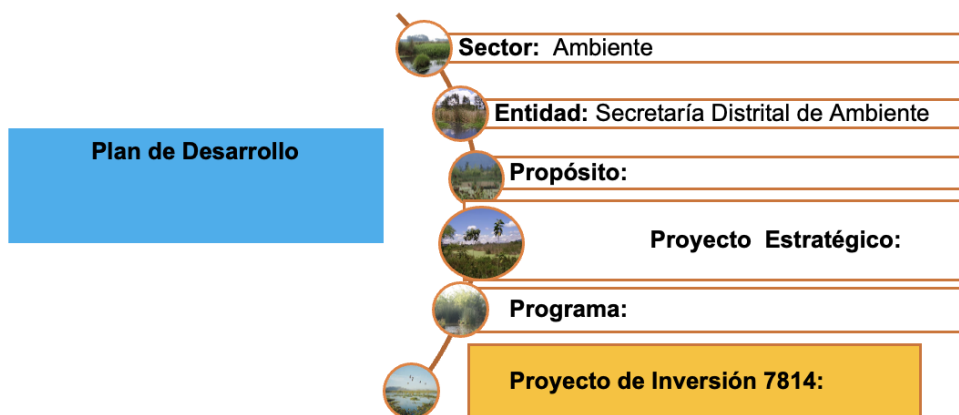 Sector: Ambiente
Entidad: Secretaría Distrital de Ambiente
Plan de Desarrollo
Propósito:
Proyecto Estratégico:
Programa:
Proyecto de Inversión 7814: